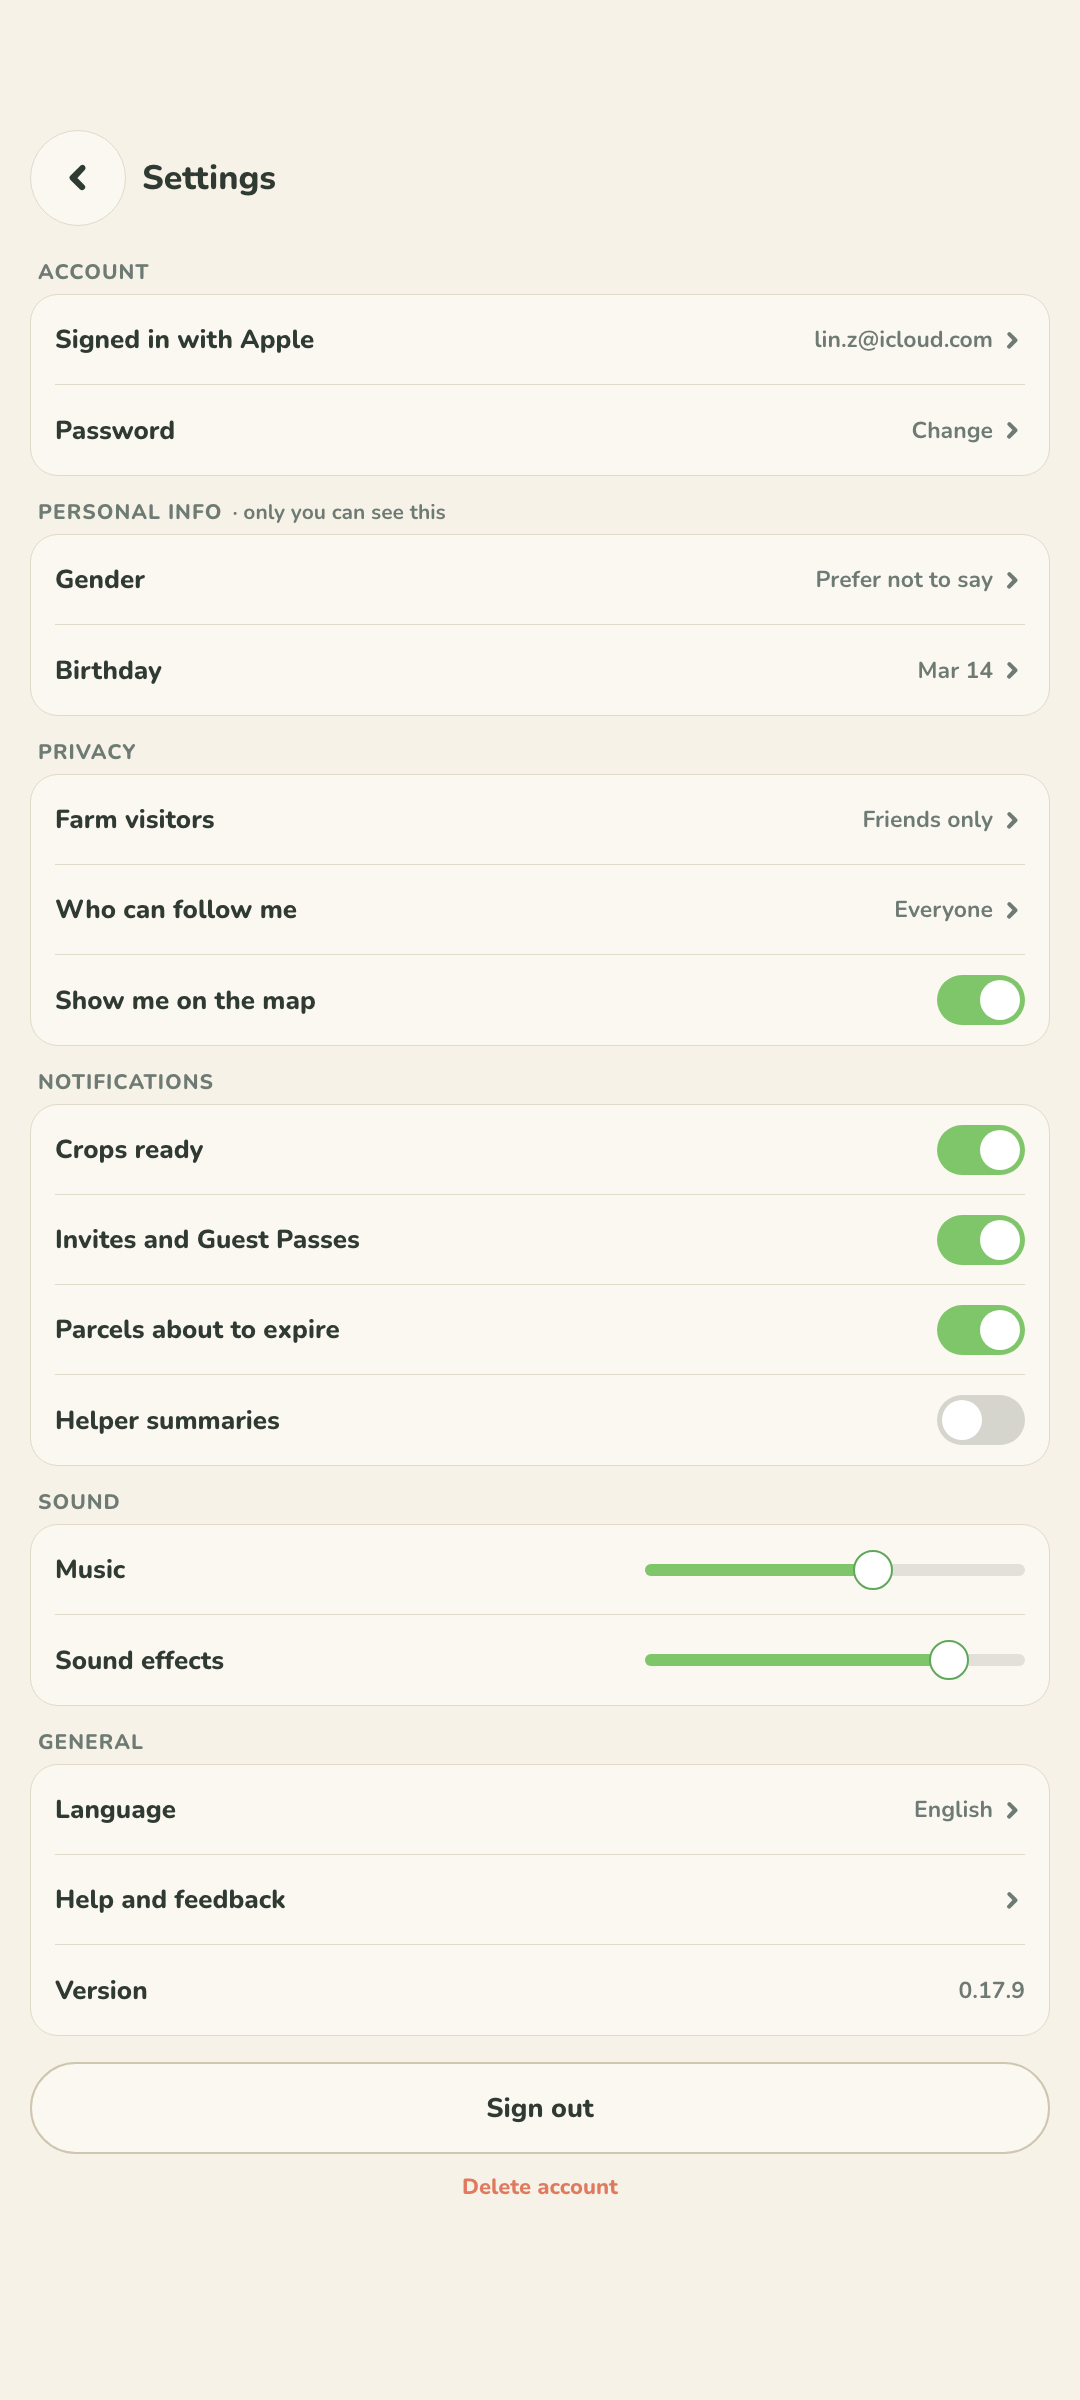 Settings
ACCOUNT
Signed in with Apple lin.z@icloud.com
Password Change
PERSONAL INFO · only you can see this
Gender Prefer not to say
Birthday Mar 14
PRIVACY
Farm visitors Friends only
Who can follow me Everyone
Show me on the map
NOTIFICATIONS
Crops ready
Invites and Guest Passes
Parcels about to expire
Helper summaries
SOUND
Music
Sound effects
GENERAL
Language English
Help and feedback
Version 0.17.9
Sign out
Delete account